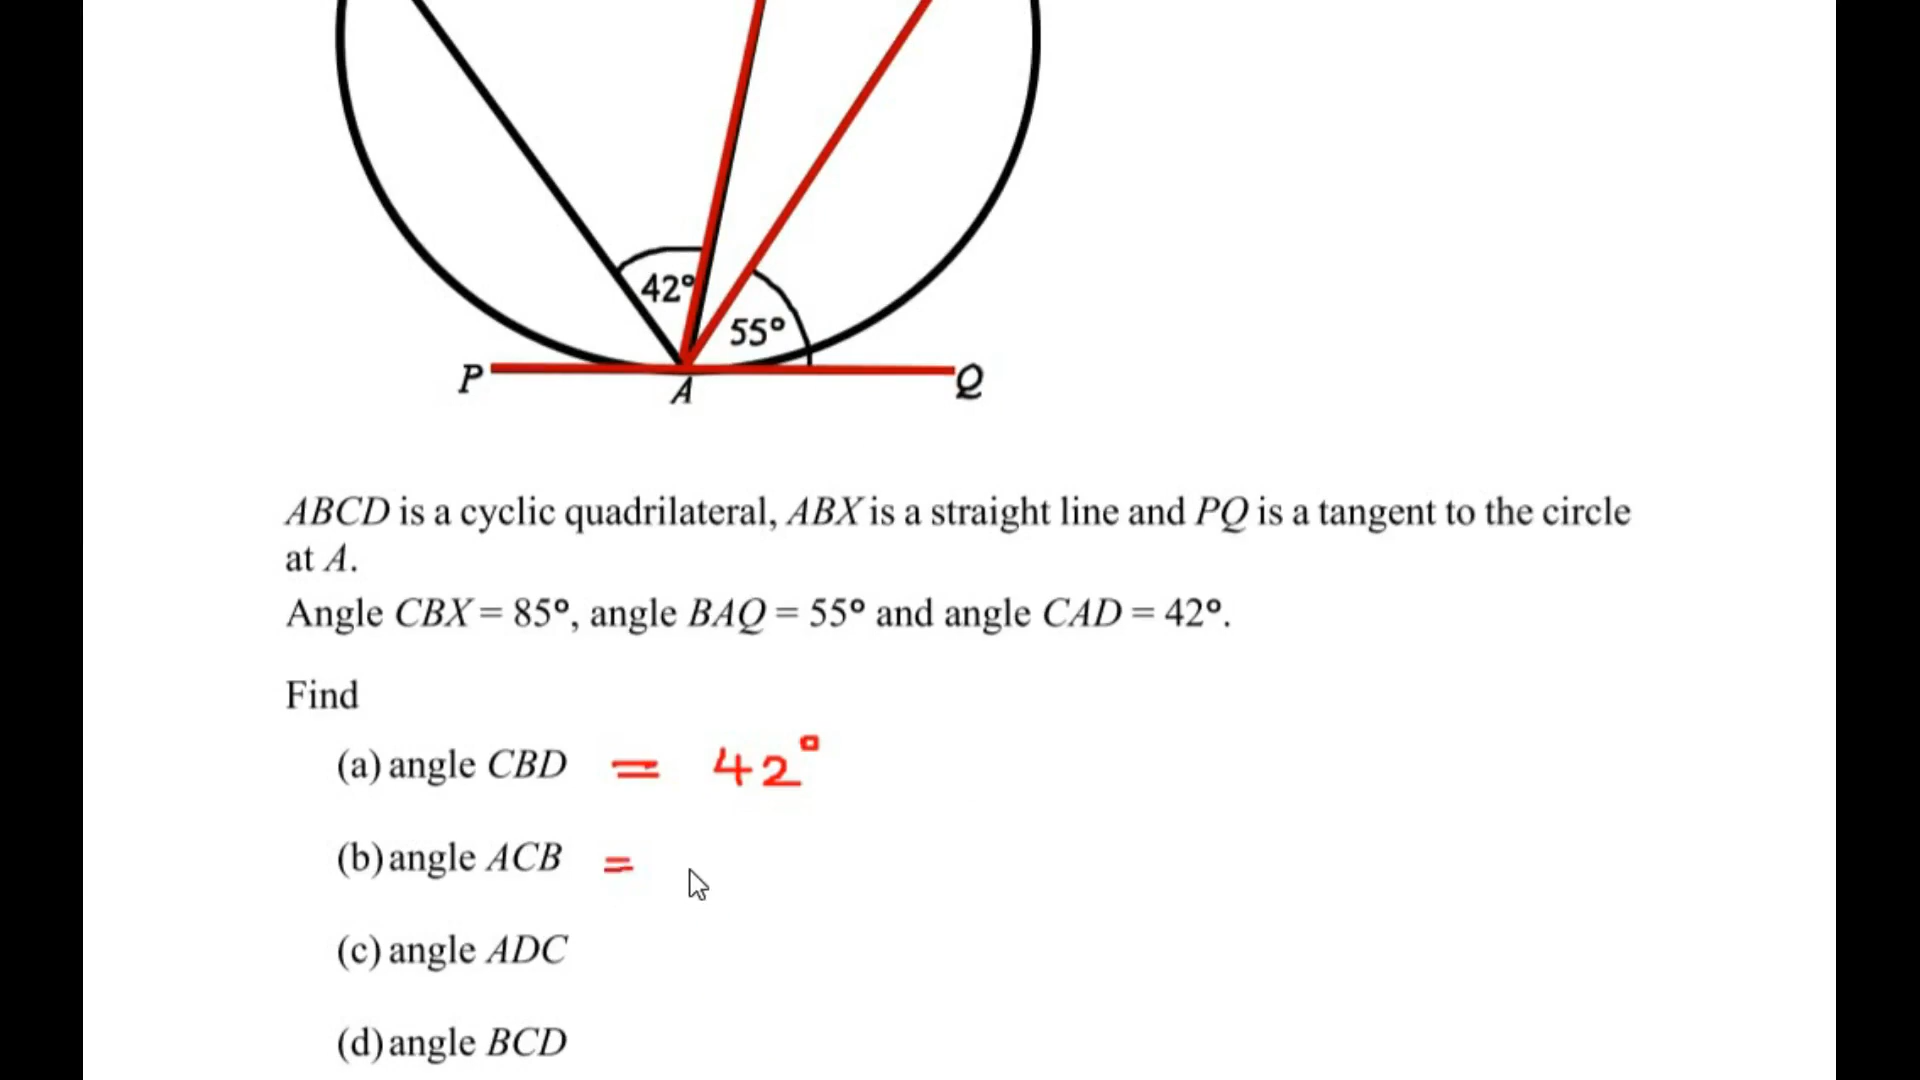 42°
55°
P
A
Q
ABCD is a cyclic quadrilateral, ABX is a straight line and PQ is a tangent to the circle
at A.
Angle CBX = 85°, angle BAQ = 55° and angle CAD = 42°.
Find
(a) angle CBD = 42°
(b) angle ACB =
(c) angle ADC
(d) angle BCD